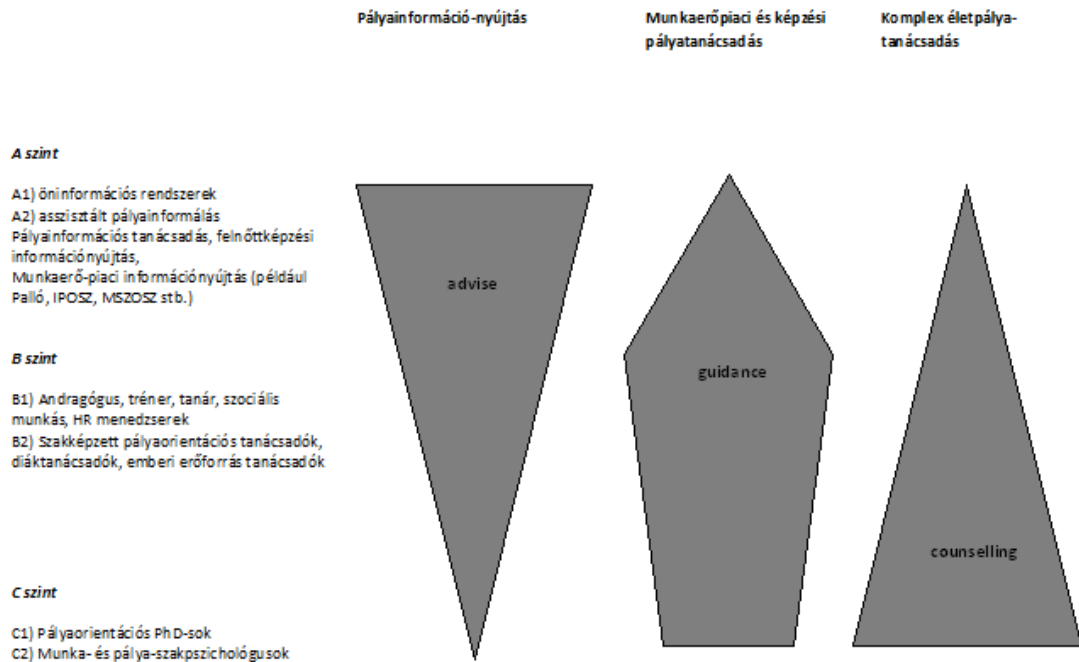 Pályainformáció-nyújtás
Munkaerőpiaci és képzési
pályatanácsadás
Komplex életpálya-
tanácsadás
A szint
A1) öninformációs rendszerek
A2) asszisztált pályainformálás
Pályainformációs tanácsadás, felnőttképzési
információnyújtás,
Munkaerő-piaci információnyújtás (például
Palló, IPOSZ, MSZOSZ stb.)
advise
B szint
B1) Andragógus, tréner, tanár, szociális
munkás, HR menedzserek
B2) Szakképzett pályaorientációs tanácsadók,
diáktanácsadók, emberi erőforrás tanácsadók
guidance
counselling
C szint
C1) Pályaorientációs PhD-sok
C2) Munka- és pálya-szakpszichológusok